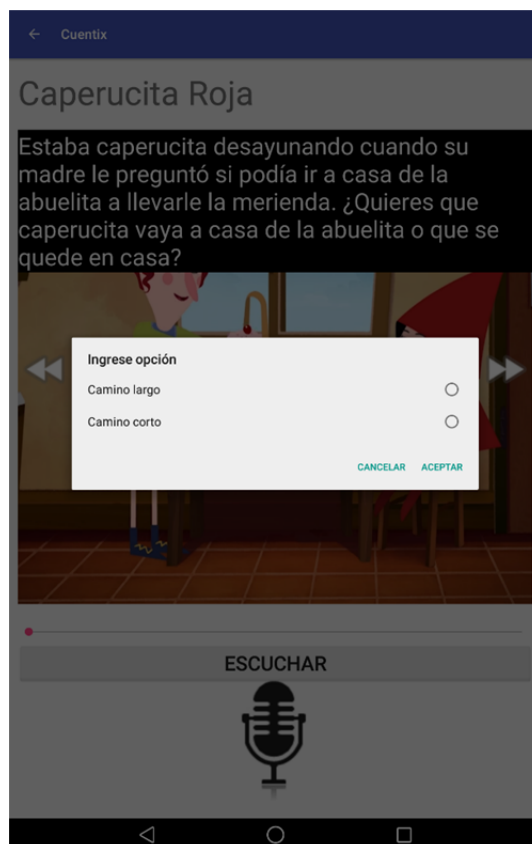 Cuentix
Caperucita Roja
Estaba caperucita desayunando cuando su
madre le preguntó si podía ir a casa de la
abuelita a llevarle la merienda. ¿Quieres que
caperucita vaya a casa de la abuelita o que se
quede en casa?
Ingrese opción
Camino largo
Camino corto
CANCELAR ACEPTAR
ESCUCHAR